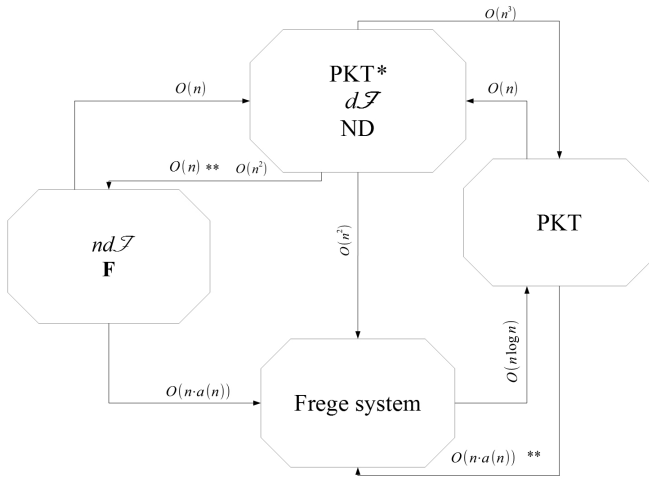 O(n³)
PKT*
dℱ
ND
O(n)
O(n)
O(n) ** O(n²)
ndℱ
F
O(n²)
PKT
O(n log n)
O(n·a(n))
Frege system
O(n·a(n)) **